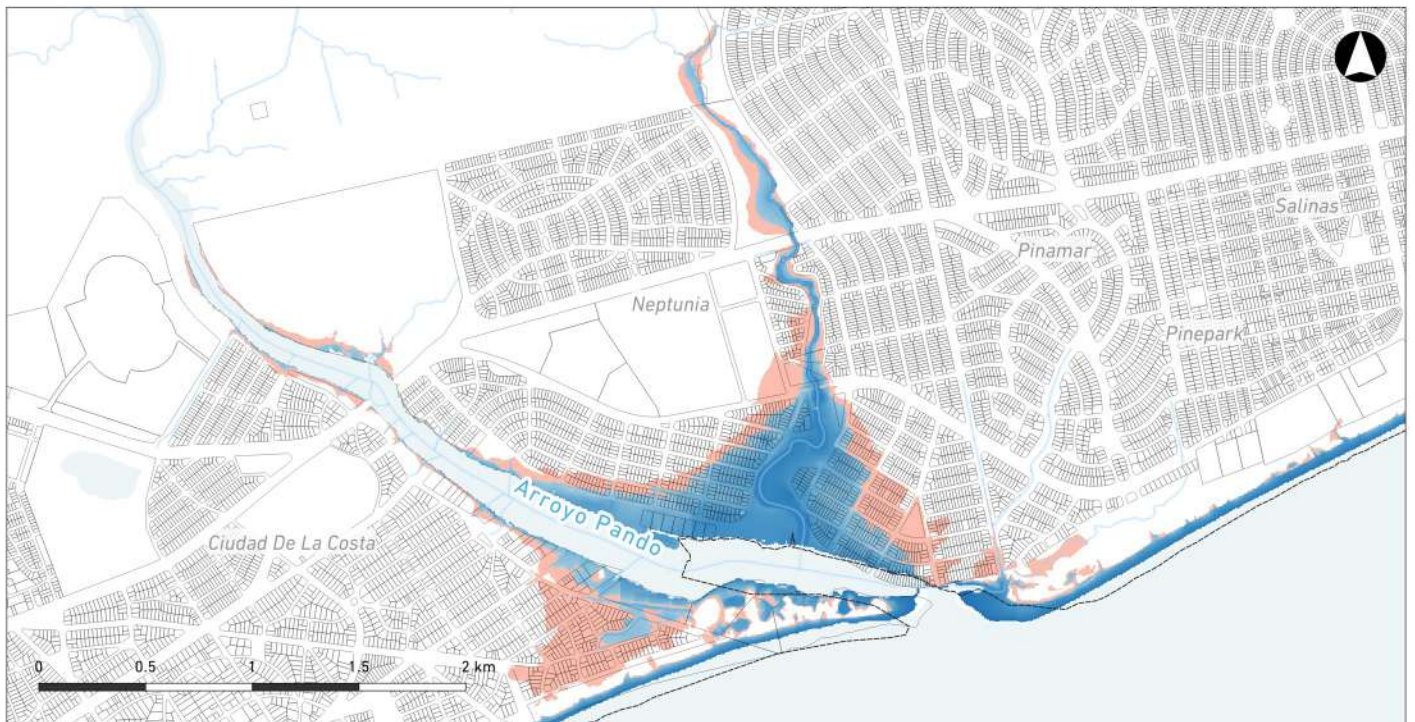 Salinas
Pinamar
Neptunia
Pinepark
Arroyo Pando
Ciudad De La Costa
0 0.5 1 1.5 2 km